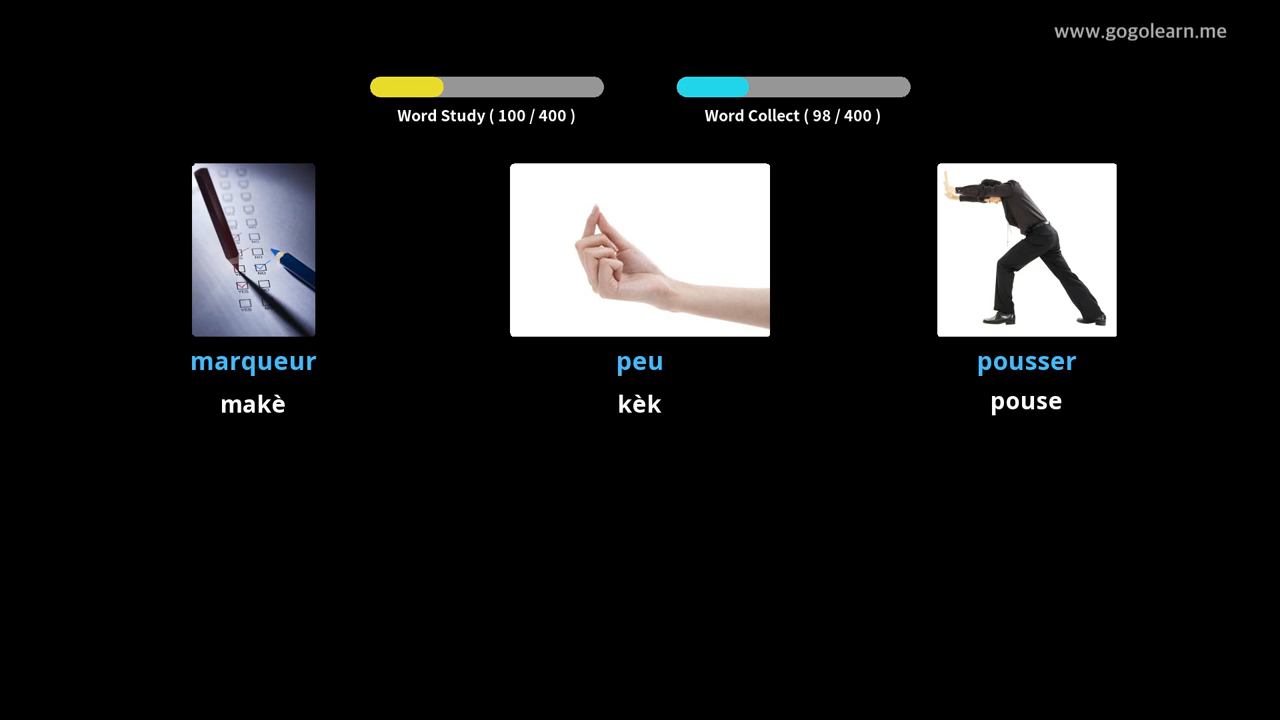 www.gogolearn.me
Word Study ( 100 / 400 )
Word Collect ( 98 / 400 )
marqueur
peu
pousser
makè
kèk
pouse